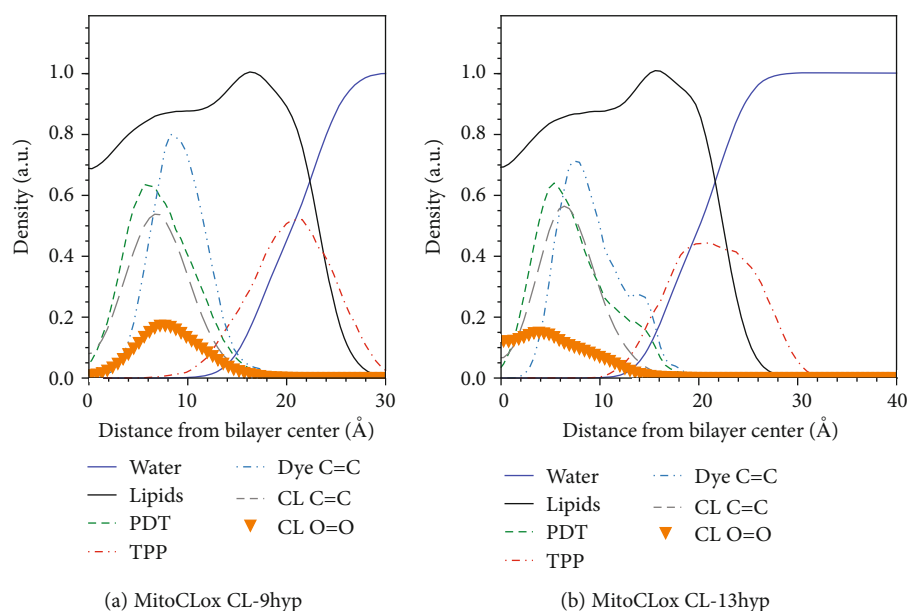 1.0
0.8
0.6
0.4
0.2
0.0
Density (a.u.)
0 10 20 30
Distance from bilayer center (Å)
Water
Lipids
PDT
TPP
Dye C=C
CL C=C
CL O=O
(a) MitoCLox CL-9hyp
1.0
0.8
0.6
0.4
0.2
0.0
Density (a.u.)
0 10 20 30 40
Distance from bilayer center (Å)
Water
Lipids
PDT
TPP
Dye C=C
CL C=C
CL O=O
(b) MitoCLox CL-13hyp